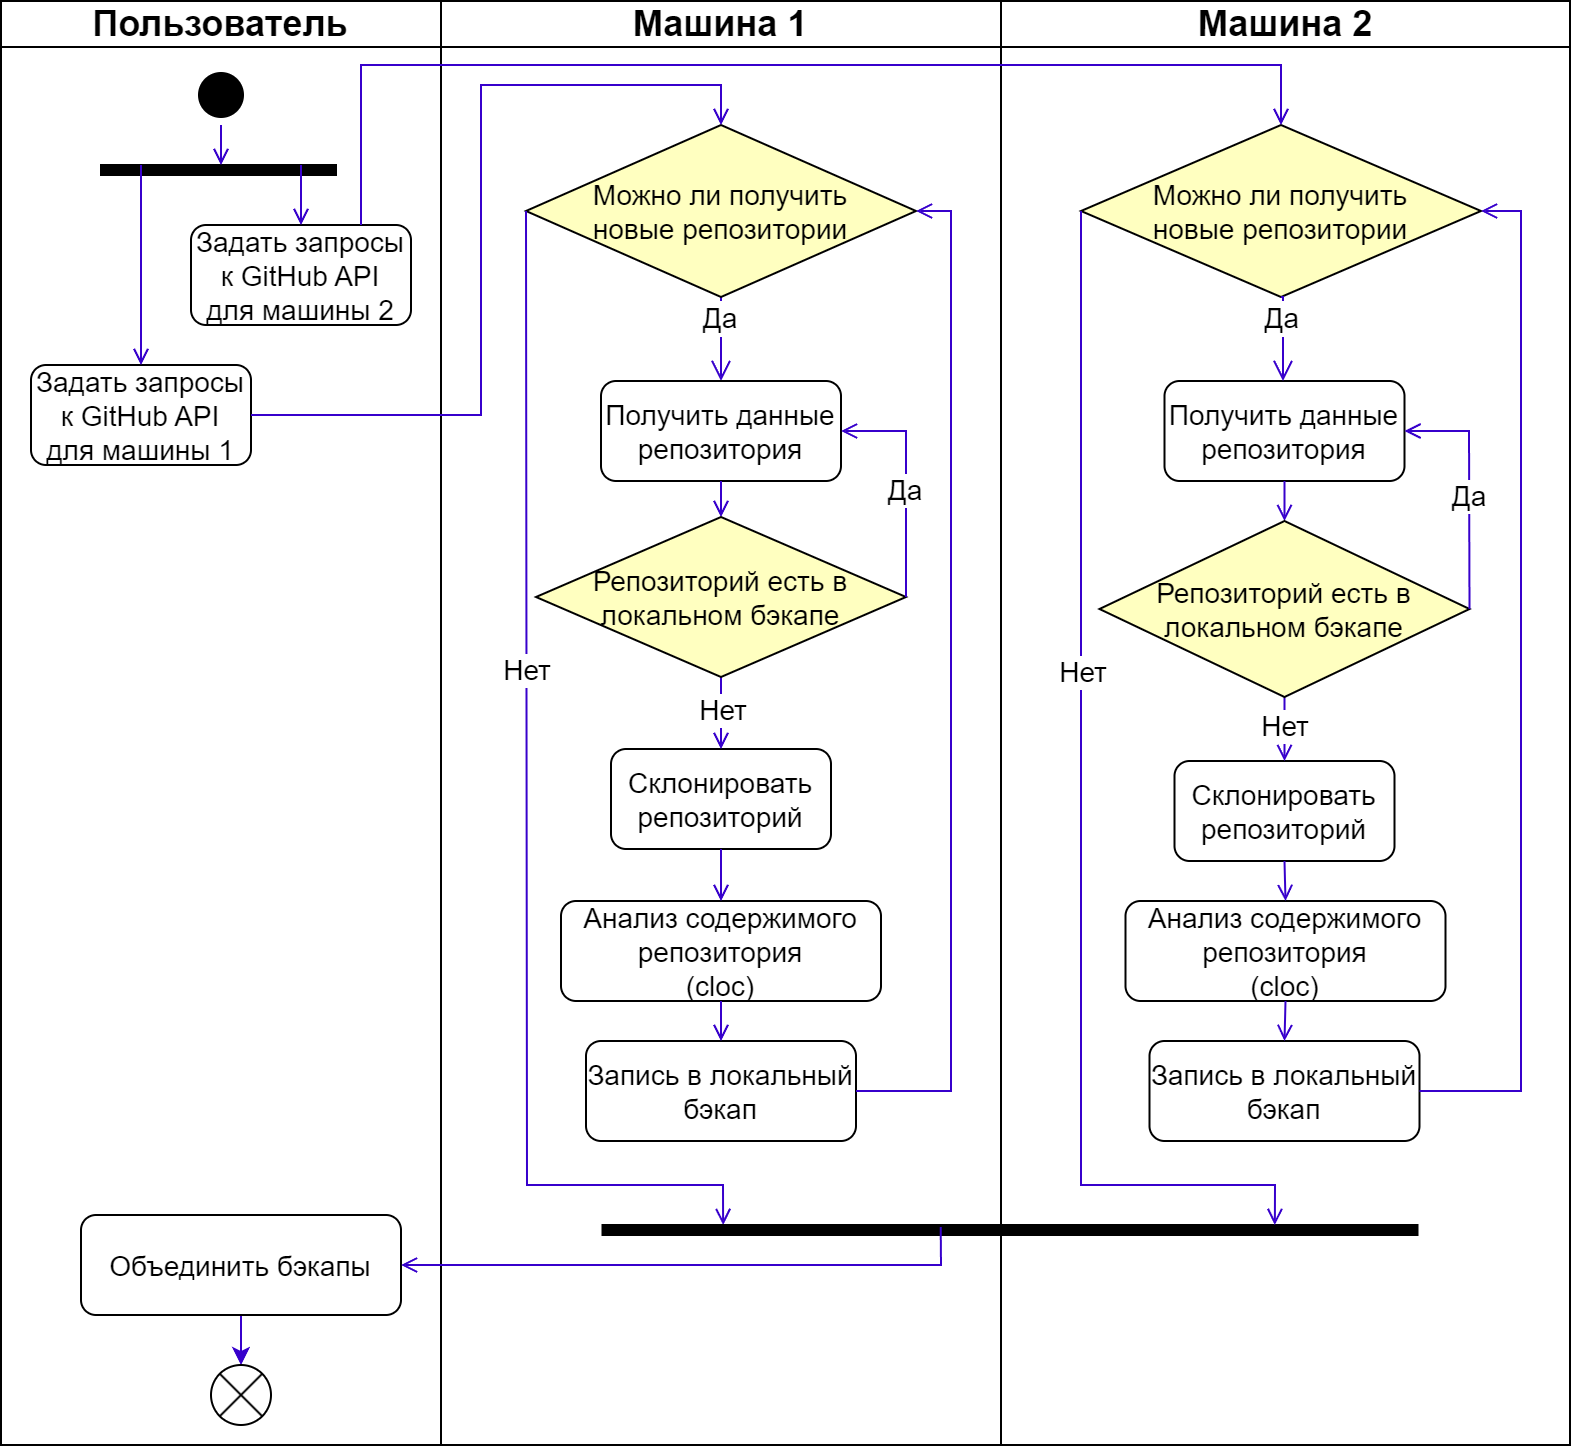 Пользователь
Машина 1
Машина 2
Задать запросы
к GitHub API
для машины 2
Задать запросы
к GitHub API
для машины 1
Объединить бэкапы
Можно ли получить
новые репозитории
Да
Получить данные
репозитория
Да
Репозиторий есть в
локальном бэкапе
Нет
Нет
Склонировать
репозиторий
Анализ содержимого
репозитория
(cloc)
Запись в локальный
бэкап
Можно ли получить
новые репозитории
Да
Получить данные
репозитория
Да
Репозиторий есть в
локальном бэкапе
Нет
Нет
Склонировать
репозиторий
Анализ содержимого
репозитория
(cloc)
Запись в локальный
бэкап